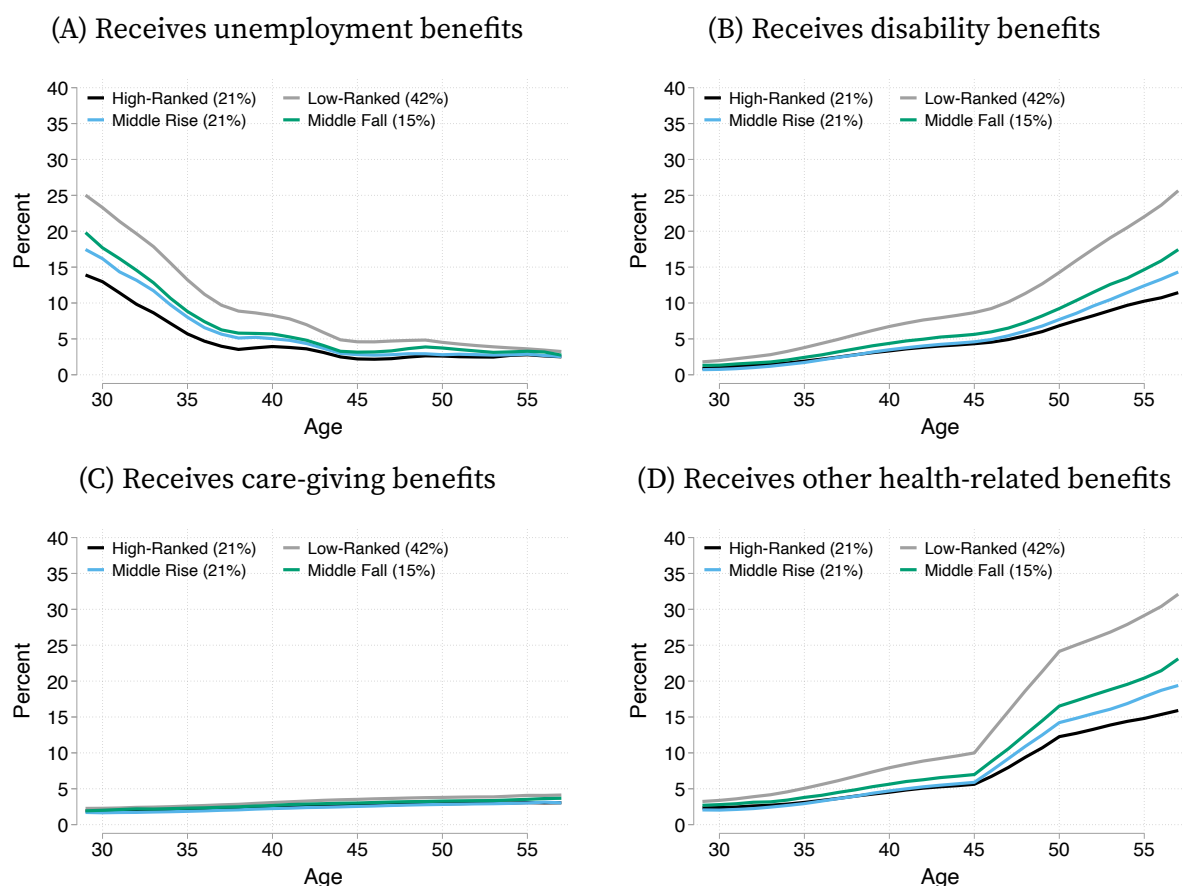 (A) Receives unemployment benefits
40
35
30
25
20
15
10
5
0
Percent
High-Ranked (21%) Low-Ranked (42%)
Middle Rise (21%) Middle Fall (15%)
30 35 40 45 50 55
Age
(B) Receives disability benefits
40
35
30
25
20
15
10
5
0
Percent
High-Ranked (21%) Low-Ranked (42%)
Middle Rise (21%) Middle Fall (15%)
30 35 40 45 50 55
Age
(C) Receives care-giving benefits
40
35
30
25
20
15
10
5
0
Percent
High-Ranked (21%) Low-Ranked (42%)
Middle Rise (21%) Middle Fall (15%)
30 35 40 45 50 55
Age
(D) Receives other health-related benefits
40
35
30
25
20
15
10
5
0
Percent
High-Ranked (21%) Low-Ranked (42%)
Middle Rise (21%) Middle Fall (15%)
30 35 40 45 50 55
Age